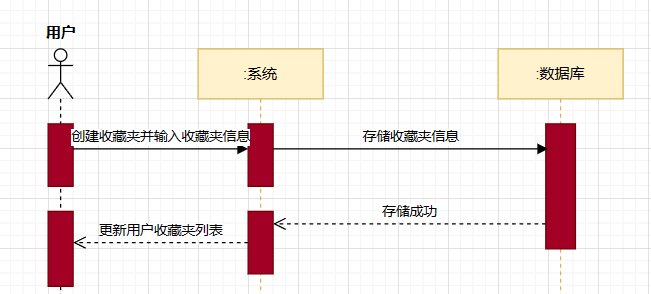 用户
:系统
:数据库
创建收藏夹并输入收藏夹信息
存储收藏夹信息
存储成功
更新用户收藏夹列表